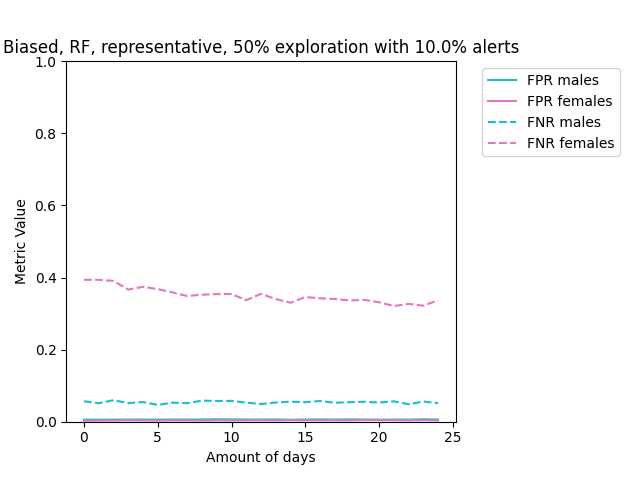 Biased, RF, representative, 50% exploration with 10.0% alerts
1.0
0.8
0.6
0.4
0.2
0.0
Metric Value
0 5 10 15 20 25
Amount of days
FPR males
FPR females
FNR males
FNR females